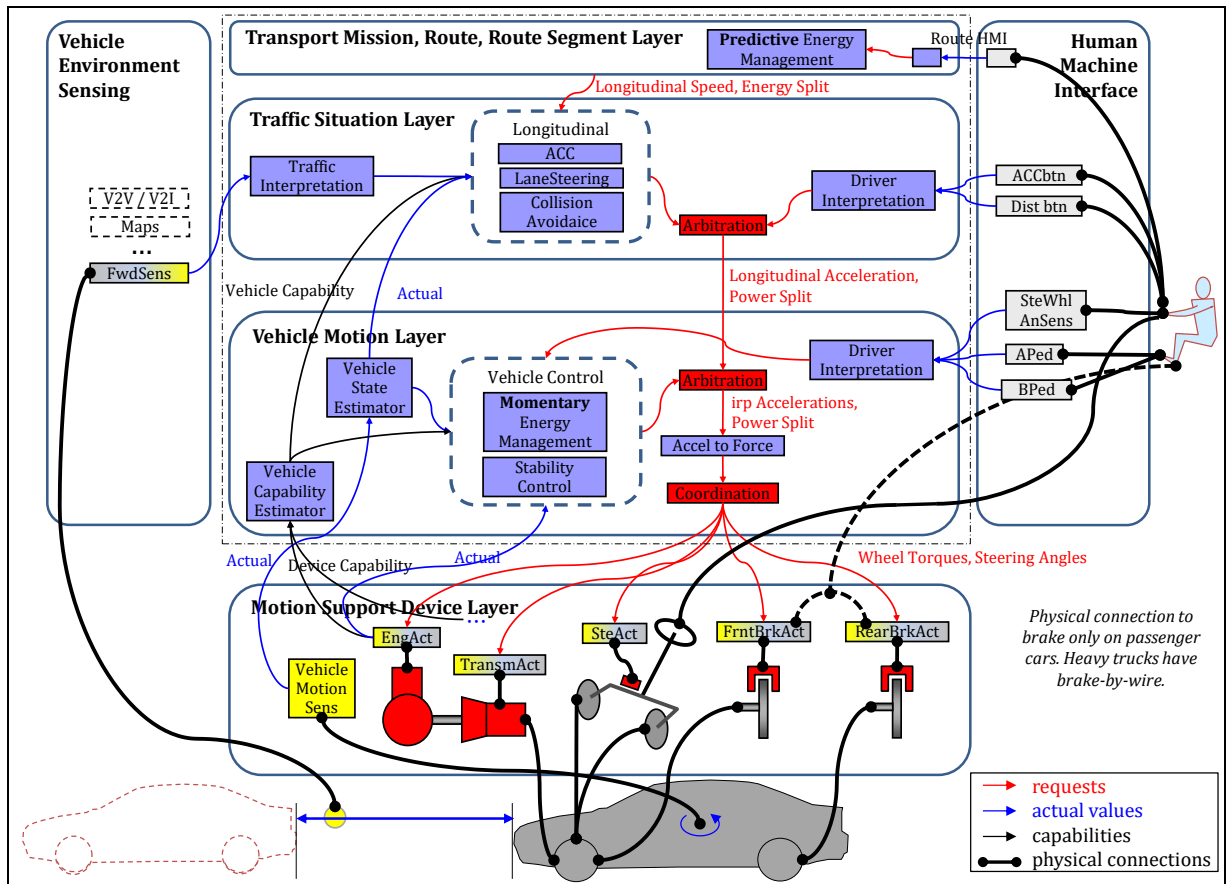 Vehicle
Environment
Sensing
Transport Mission, Route, Route Segment Layer
Predictive Energy
Management
Route HMI
Human
Machine
Interface
Longitudinal Speed, Energy Split
Traffic Situation Layer
Longitudinal
ACC
LaneSteering
Collision
Avoidaice
Traffic
Interpretation
Driver
Interpretation
ACCbtn
Dist btn
Arbitration
V2V / V2I
Maps
...
FwdSens
Vehicle Capability
Actual
Longitudinal Acceleration,
Power Split
SteWhl
AnSens
APed
BPed
Vehicle Motion Layer
Vehicle
State
Estimator
Vehicle Control
Momentary
Energy
Management
Stability
Control
Driver
Interpretation
Arbitration
irp Accelerations,
Power Split
Accel to Force
Coordination
Vehicle
Capability
Estimator
Actual
Device Capability
Actual
Wheel Torques, Steering Angles
Motion Support Device Layer
...
EngAct
TransmAct
SteAct
FrntBrkAct
RearBrkAct
Vehicle
Motion
Sens
Physical connection to
brake only on passenger
cars. Heavy trucks have
brake-by-wire.
requests
actual values
capabilities
physical connections